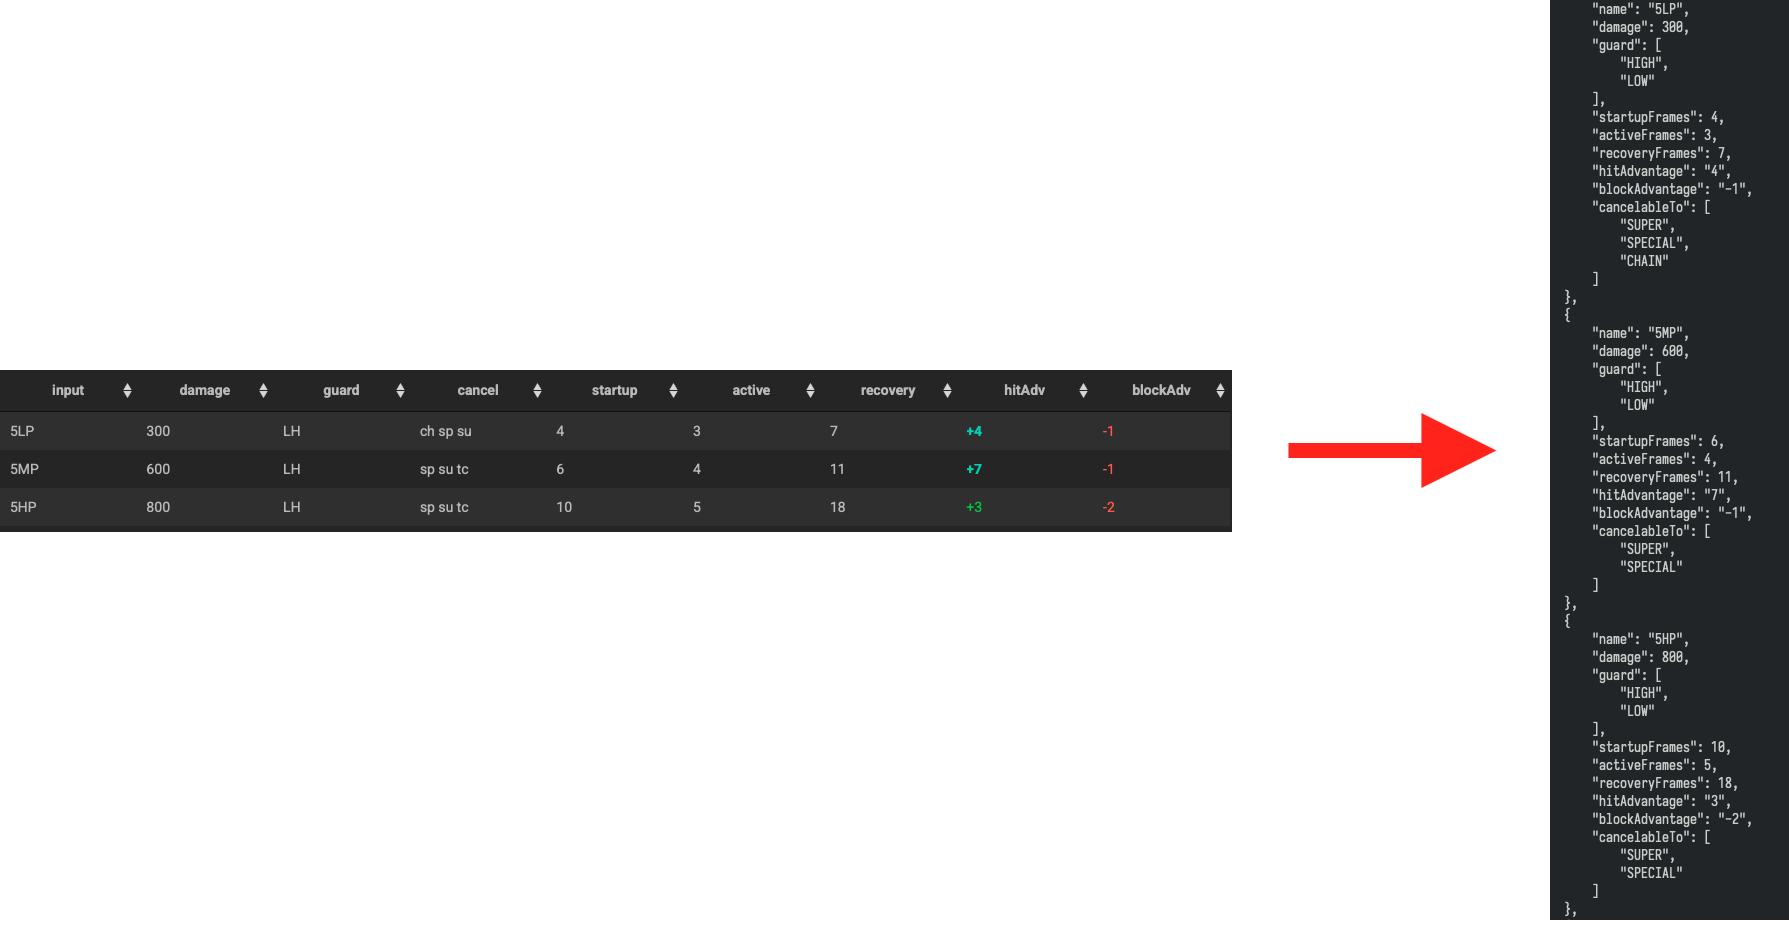 input damage guard cancel startup active recovery hitAdv blockAdv
5LP 300 LH ch sp su 4 3 7 +4 -1
5MP 600 LH sp su tc 6 4 11 +7 -1
5HP 800 LH sp su tc 10 5 18 +3 -2
"name": "5LP",
"damage": 300,
"guard": [
"HIGH",
"LOW"
],
"startupFrames": 4,
"activeFrames": 3,
"recoveryFrames": 7,
"hitAdvantage": "4",
"blockAdvantage": "-1",
"cancelableTo": [
"SUPER",
"SPECIAL",
"CHAIN"
]
},
{
"name": "5MP",
"damage": 600,
"guard": [
"HIGH",
"LOW"
],
"startupFrames": 6,
"activeFrames": 4,
"recoveryFrames": 11,
"hitAdvantage": "7",
"blockAdvantage": "-1",
"cancelableTo": [
"SUPER",
"SPECIAL"
]
},
{
"name": "5HP",
"damage": 800,
"guard": [
"HIGH",
"LOW"
],
"startupFrames": 10,
"activeFrames": 5,
"recoveryFrames": 18,
"hitAdvantage": "3",
"blockAdvantage": "-2",
"cancelableTo": [
"SUPER",
"SPECIAL"
]
},